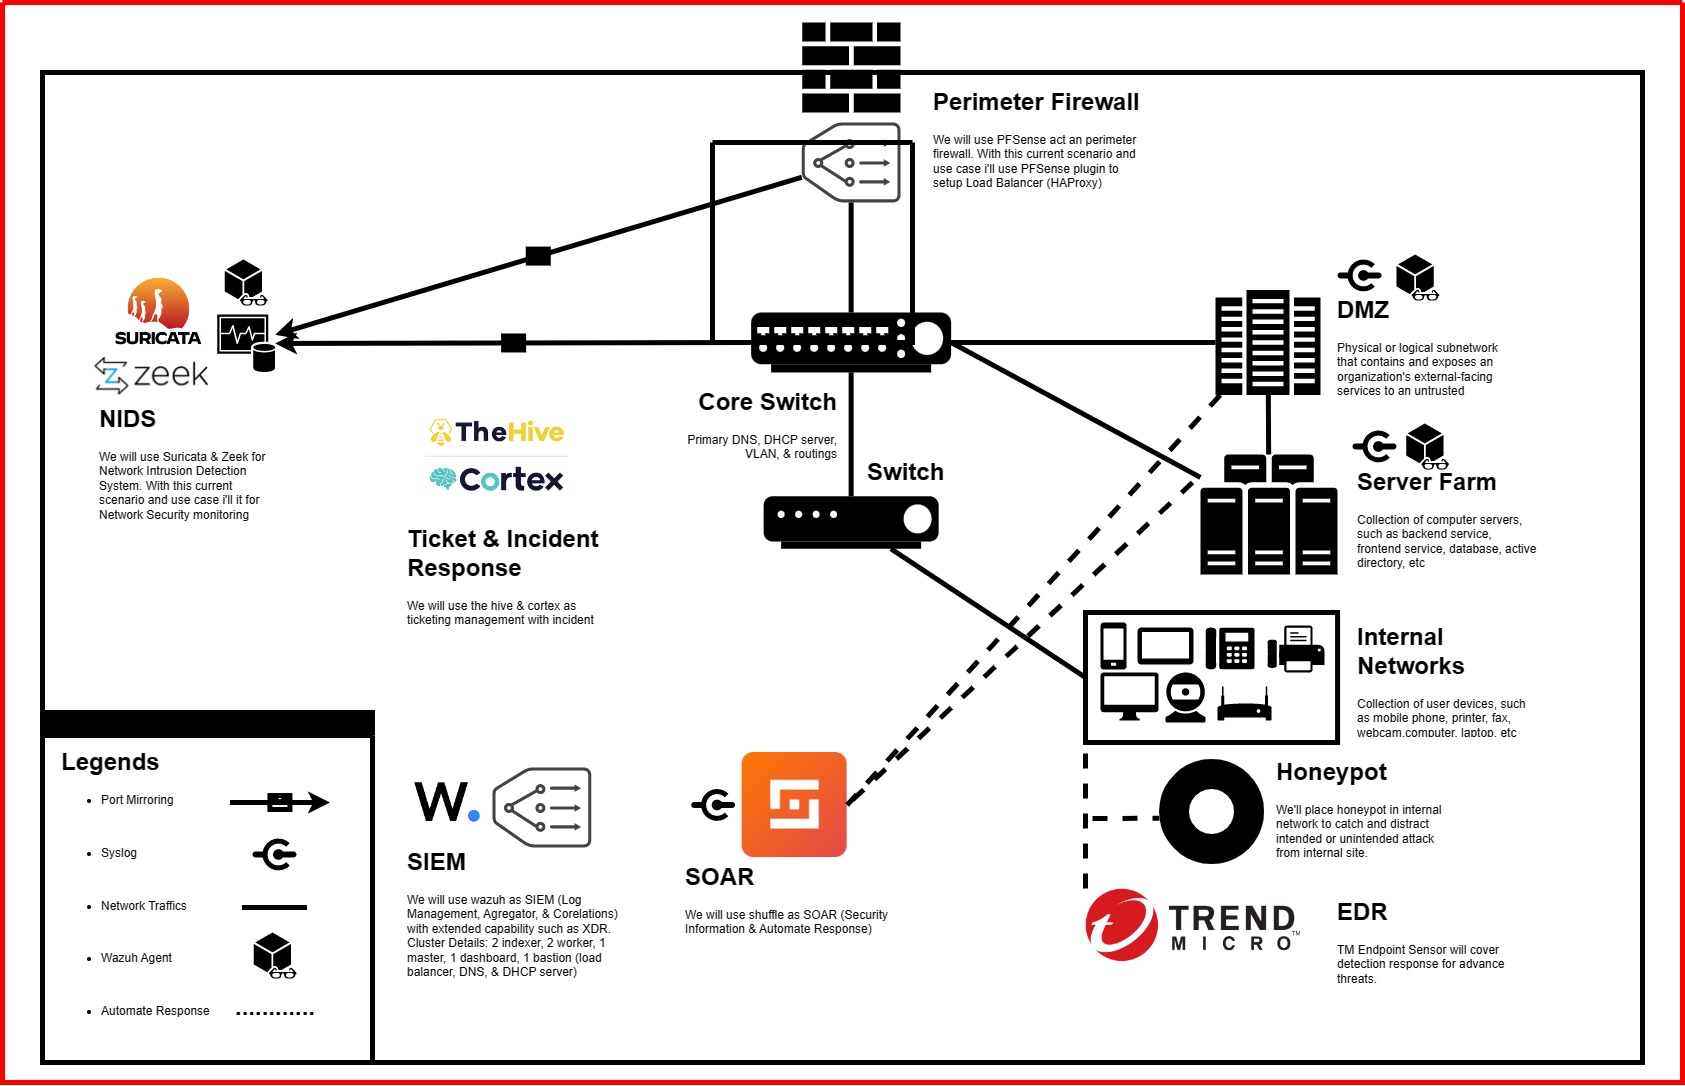 Perimeter Firewall
We will use PFSense act an perimeter
firewall. With this current scenario and
use case i'll use PFSense plugin to
setup Load Balancer (HAProxy)
SURICATA
zeek
NIDS
We will use Suricata & Zeek for
Network Intrusion Detection
System. With this current
scenario and use case i'll it for
Network Security monitoring
TheHive
Cortex
Ticket & Incident
Response
We will use the hive & cortex as
ticketing management with incident
Core Switch
Primary DNS, DHCP server,
VLAN, & routings
Switch
DMZ
Physical or logical subnetwork
that contains and exposes an
organization's external-facing
services to an untrusted
Server Farm
Collection of computer servers,
such as backend service,
frontend service, database, active
directory, etc
Internal
Networks
Collection of user devices, such
as mobile phone, printer, fax,
webcam,computer, laptop, etc
Honeypot
We'll place honeypot in internal
network to catch and distract
intended or unintended attack
from internal site.
TREND
MICRO™
EDR
TM Endpoint Sensor will cover
detection response for advance
threats.
Legends
• Port Mirroring
• Syslog
• Network Traffics
• Wazuh Agent
• Automate Response
W.
SIEM
We will use wazuh as SIEM (Log
Management, Agregator, & Corelations)
with extended capability such as XDR.
Cluster Details: 2 indexer, 2 worker, 1
master, 1 dashboard, 1 bastion (load
balancer, DNS, & DHCP server)
SOAR
We will use shuffle as SOAR (Security
Information & Automate Response)